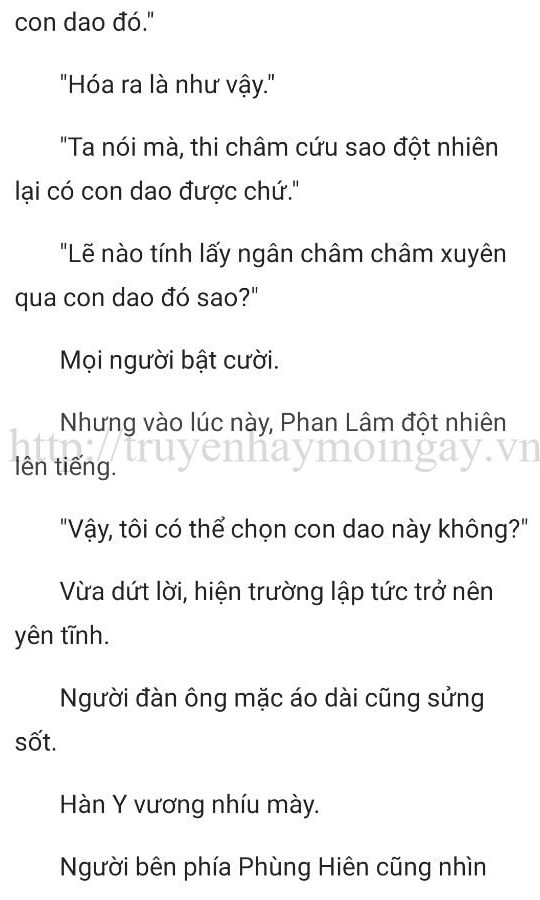 con dao đó."
"Hóa ra là như vậy."
"Ta nói mà, thi châm cứu sao đột nhiên
lại có con dao được chứ."
"Lẽ nào tính lấy ngân châm châm xuyên
qua con dao đó sao?"
Mọi người bật cười.
Nhưng vào lúc này, Phan Lâm đột nhiên
http://truyenhaymoingay.vn
lên tiếng.
"Vậy, tôi có thể chọn con dao này không?"
Vừa dứt lời, hiện trường lập tức trở nên
yên tĩnh.
Người đàn ông mặc áo dài cũng sửng
sốt.
Hàn Y vương nhíu mày.
Người bên phía Phùng Hiên cũng nhìn